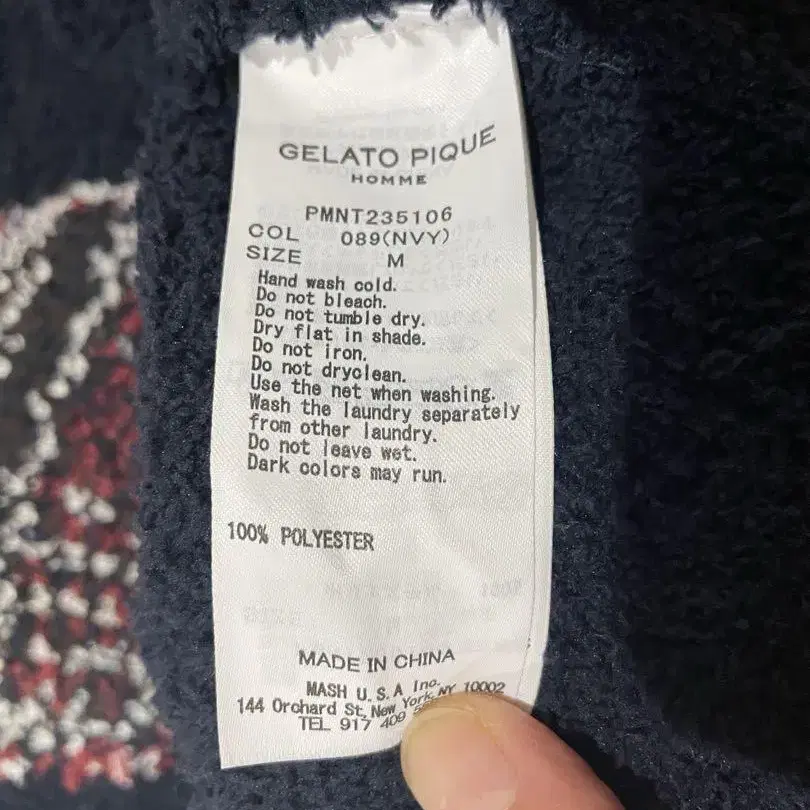 GELATO PIQUE
HOMME
PMNT235106
COL 089(NVY)
SIZE M
Hand wash cold.
Do not bleach.
Do not tumble dry.
Dry flat in shade.
Do not iron.
Do not dryclean.
Use the net when washing.
Wash the laundry separately
from other laundry.
Do not leave wet.
Dark colors may run.
100% POLYESTER
MADE IN CHINA
MASH U.S.A Inc.
144 Orchard St, New York, NY 10002
TEL 917 409